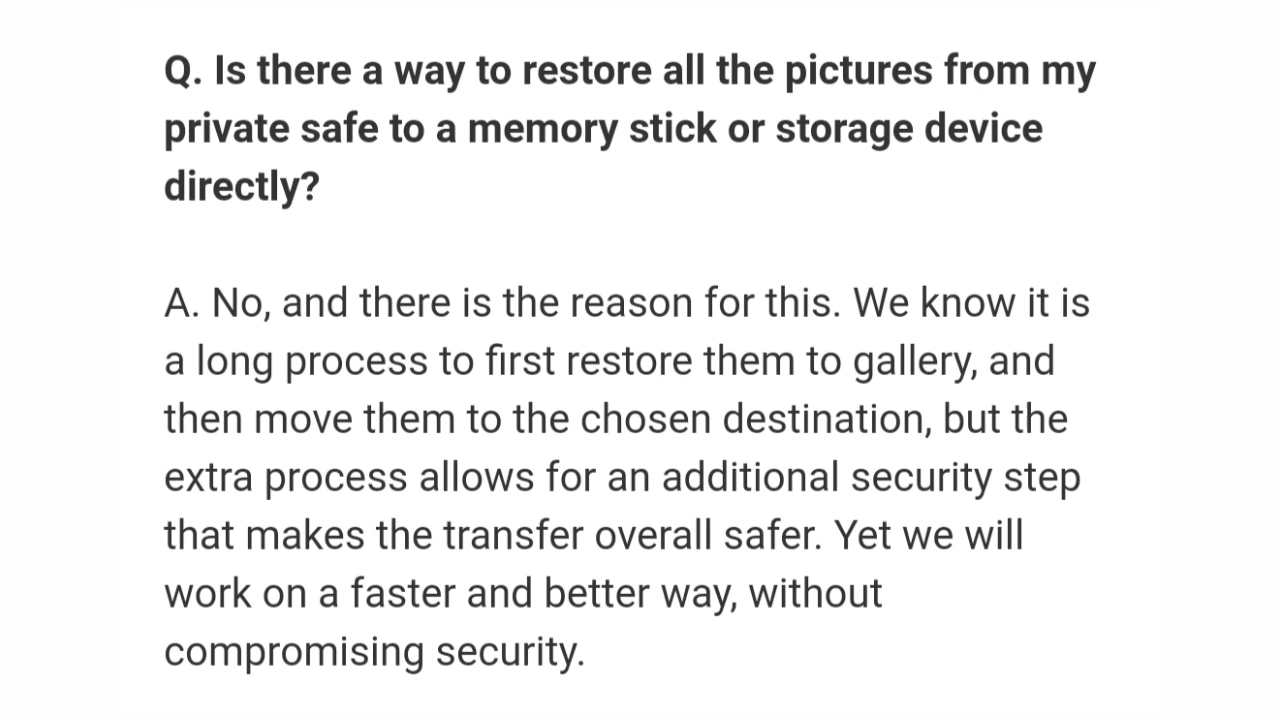 Q. Is there a way to restore all the pictures from my
private safe to a memory stick or storage device
directly?
A. No, and there is the reason for this. We know it is
a long process to first restore them to gallery, and
then move them to the chosen destination, but the
extra process allows for an additional security step
that makes the transfer overall safer. Yet we will
work on a faster and better way, without
compromising security.